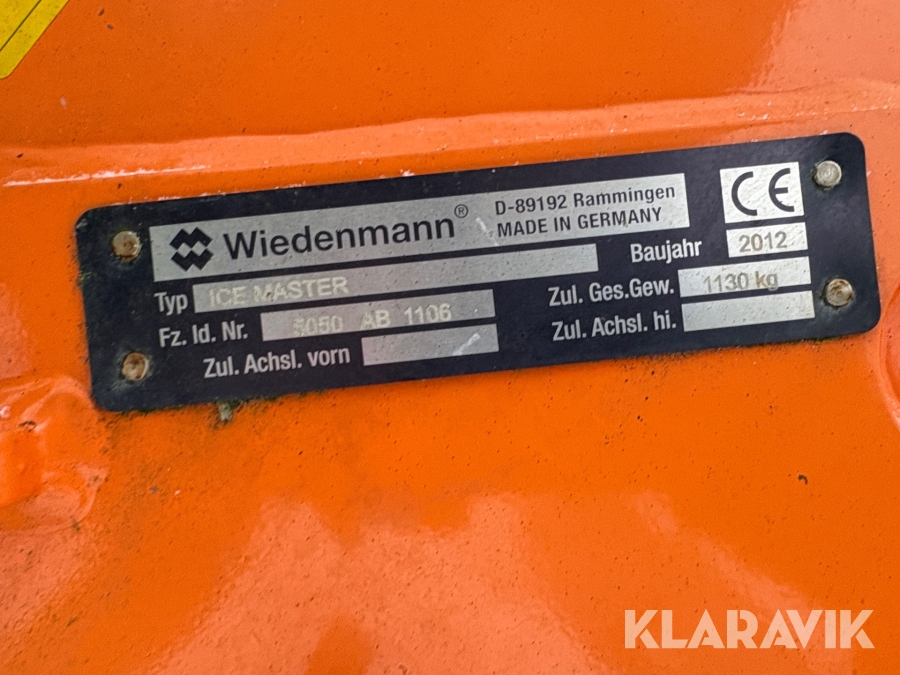 Wiedenmann®
D-89192 Rammingen
MADE IN GERMANY
CE
Typ ICE MASTER
Baujahr 2012
Fz. Id. Nr. 5050 AB 1106
Zul. Ges.Gew. 1130 kg
Zul. Achsl. vorn
Zul. Achsl. hi.
KLARAVIK